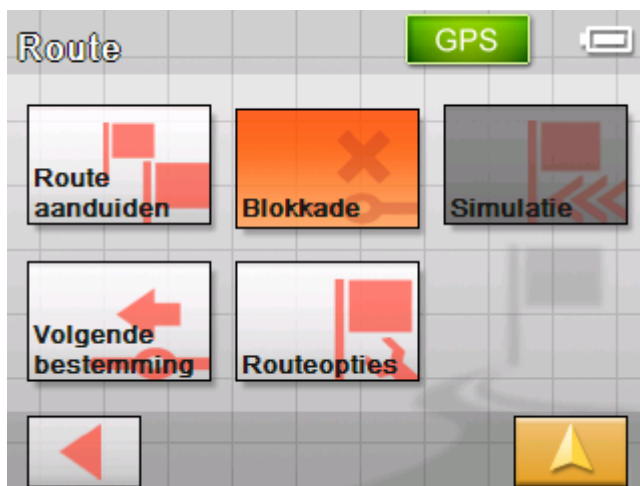 Route
GPS
Route
aanduiden
Blokkade
Simulatie
Volgende
bestemming
Routeopties